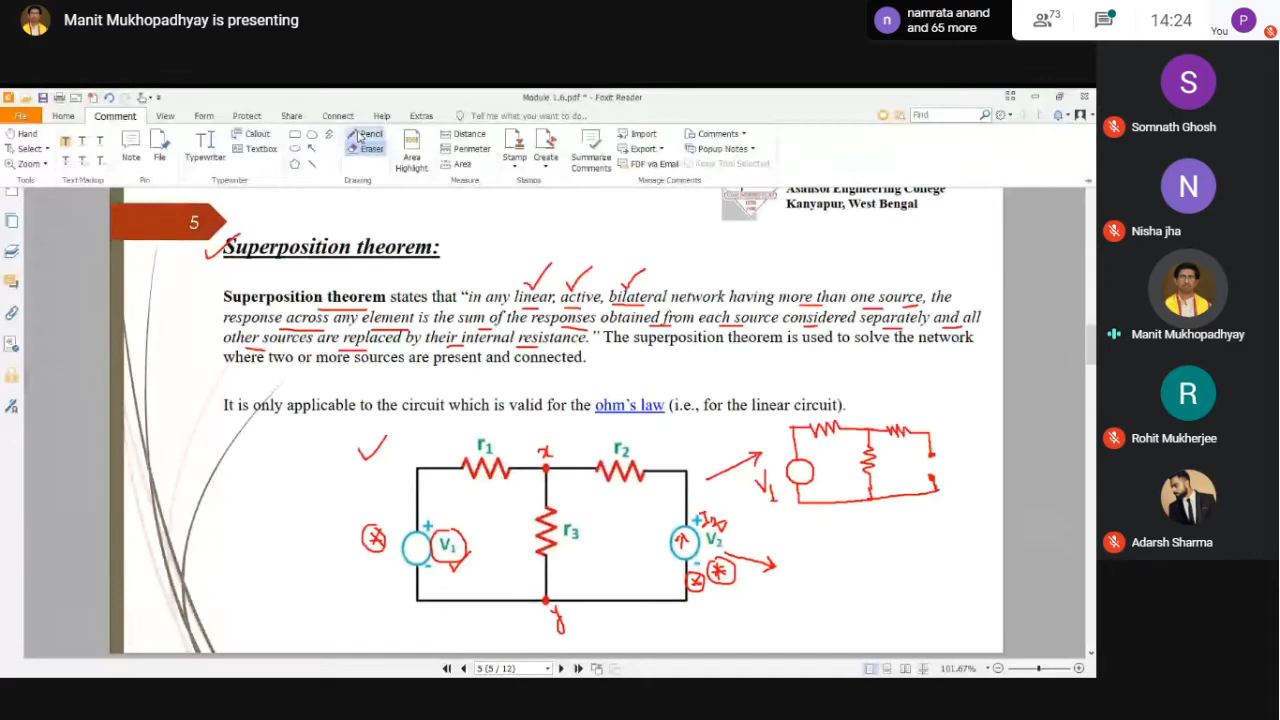 Manit Mukhopadhyay is presenting
n
namrata anand
and 65 more
73
14:24
You
P
Module 1.6.pdf * - Foxit Reader
File
Home
Comment
View
Form
Protect
Share
Connect
Help
Extras
Tell me what you want to do..
Find
Hand
Select
Zoom
Tools
T T T
T T T
Text Markup
Note
File
Pin
Typewriter
Callout
Textbox
Typewriter
Pencil
Eraser
Drawing
Area
Highlight
Distance
Perimeter
Area
Measure
Stamp
Create
Stamps
Summarize
Comments
Import
Export
FDF via Email
Comments
Popup Notes
Keep Tool Selected
Manage Comments
Asansol Engineering College
Kanyapur, West Bengal
5
Superposition theorem:
Superposition theorem states that “in any linear, active, bilateral network having more than one source, the
response across any element is the sum of the responses obtained from each source considered separately and all
other sources are replaced by their internal resistance.” The superposition theorem is used to solve the network
where two or more sources are present and connected.
It is only applicable to the circuit which is valid for the ohm’s law (i.e., for the linear circuit).
r1
x
r2
r3
+
V1
-
+
V2
-
y
V1
5 (5 / 12)
101.67%
S
Somnath Ghosh
N
Nisha jha
Manit Mukhopadhyay
R
Rohit Mukherjee
Adarsh Sharma